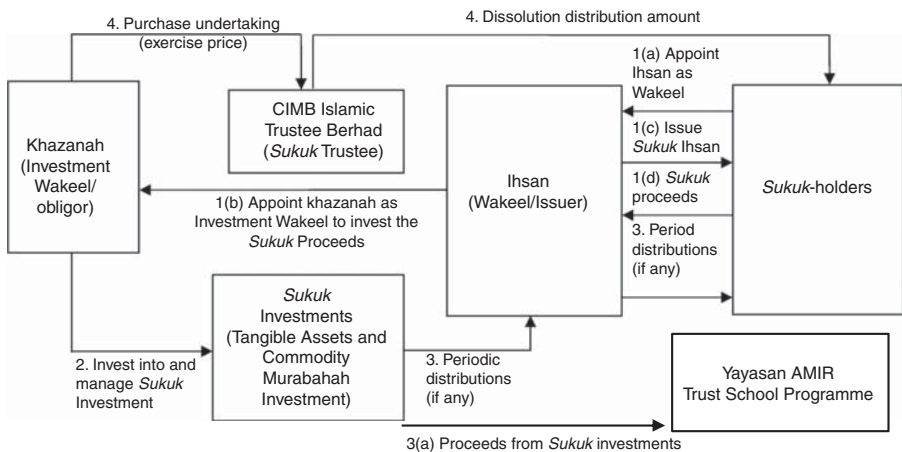 4. Purchase undertaking
(exercise price)
4. Dissolution distribution amount
Khazanah
(Investment
Wakeel/
obligor)
CIMB Islamic
Trustee Berhad
(Sukuk Trustee)
1(b) Appoint khazanah as
Investment Wakeel to invest the
Sukuk Proceeds
Ihsan
(Wakeel/Issuer)
1(a) Appoint
Ihsan as
Wakeel
1(c) Issue
Sukuk Ihsan
1(d) Sukuk
proceeds
3. Period
distributions
(if any)
Sukuk-holders
2. Invest into and
manage Sukuk
Investment
Sukuk
Investments
(Tangible Assets and
Commodity
Murabahah
Investment)
3. Periodic
distributions
(if any)
Yayasan AMIR
Trust School Programme
3(a) Proceeds from Sukuk investments